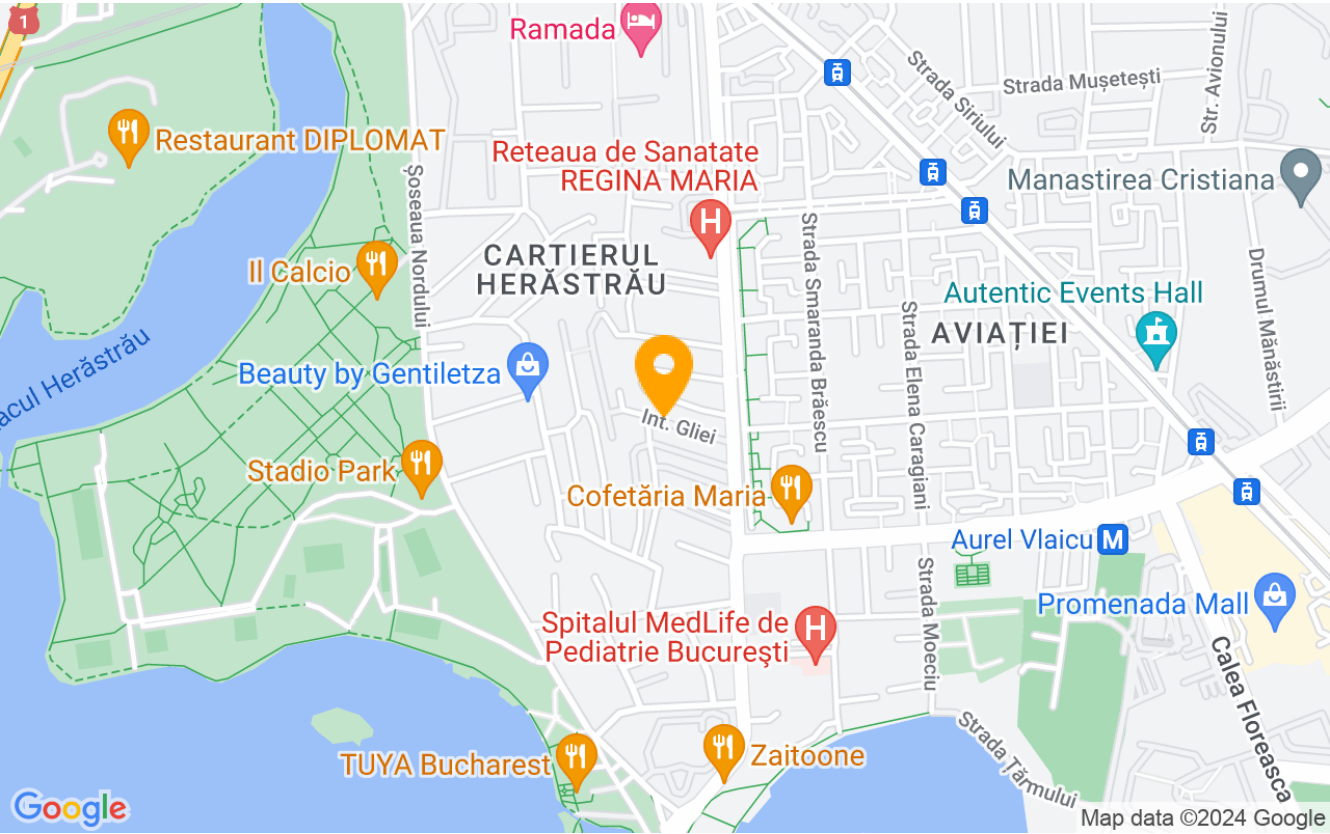 1
Ramada
Strada Siriului
Strada Mușetești
Str. Avionului
Restaurant DIPLOMAT
Reteaua de Sanatate
REGINA MARIA
H
Manastirea Cristiana
Șoseaua Nordului
Il Calcio
CARTIERUL
HERĂSTRĂU
Strada Smaranda Brăescu
Strada Elena Caragiani
Drumul Mănăstirii
Autentic Events Hall
AVIAȚIEI
acul Herăstrău
Beauty by Gentiletza
Int. Gliei
Stadio Park
Cofetăria Maria
Aurel Vlaicu M
Strada Moeciu
Promenada Mall
Spitalul MedLife de
Pediatrie Bucureşti
H
Calea Floreasca
Strada Țărmului
TUYA Bucharest
Zaitoone
Google
Map data ©2024 Google